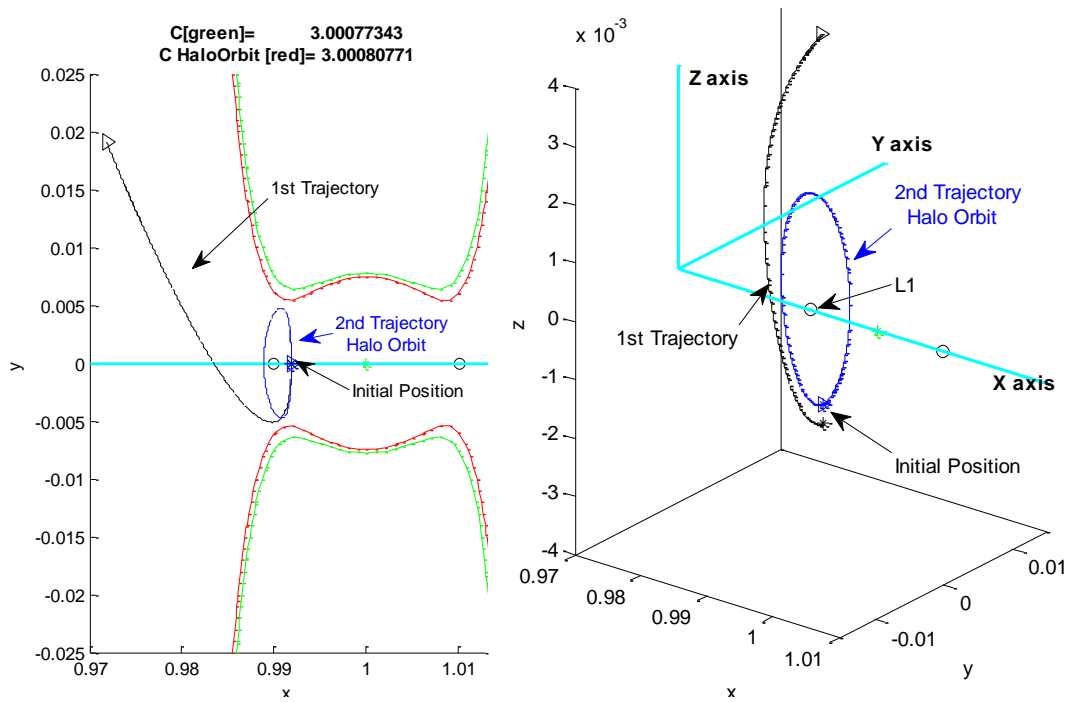 C[green]= 3.00077343
C HaloOrbit [red]= 3.00080771
0.025
0.02
0.015
0.01
0.005
0
-0.005
-0.01
-0.015
-0.02
-0.025
y
0.97
0.98
0.99
1
1.01
x
1st Trajectory
2nd Trajectory
Halo Orbit
Initial Position
x 10^-3
4
3
2
1
0
-1
-2
-3
-4
z
Z axis
Y axis
2nd Trajectory
Halo Orbit
L1
1st Trajectory
X axis
Initial Position
0.97
0.98
0.99
1
1.01
x
-0.01
0
0.01
y